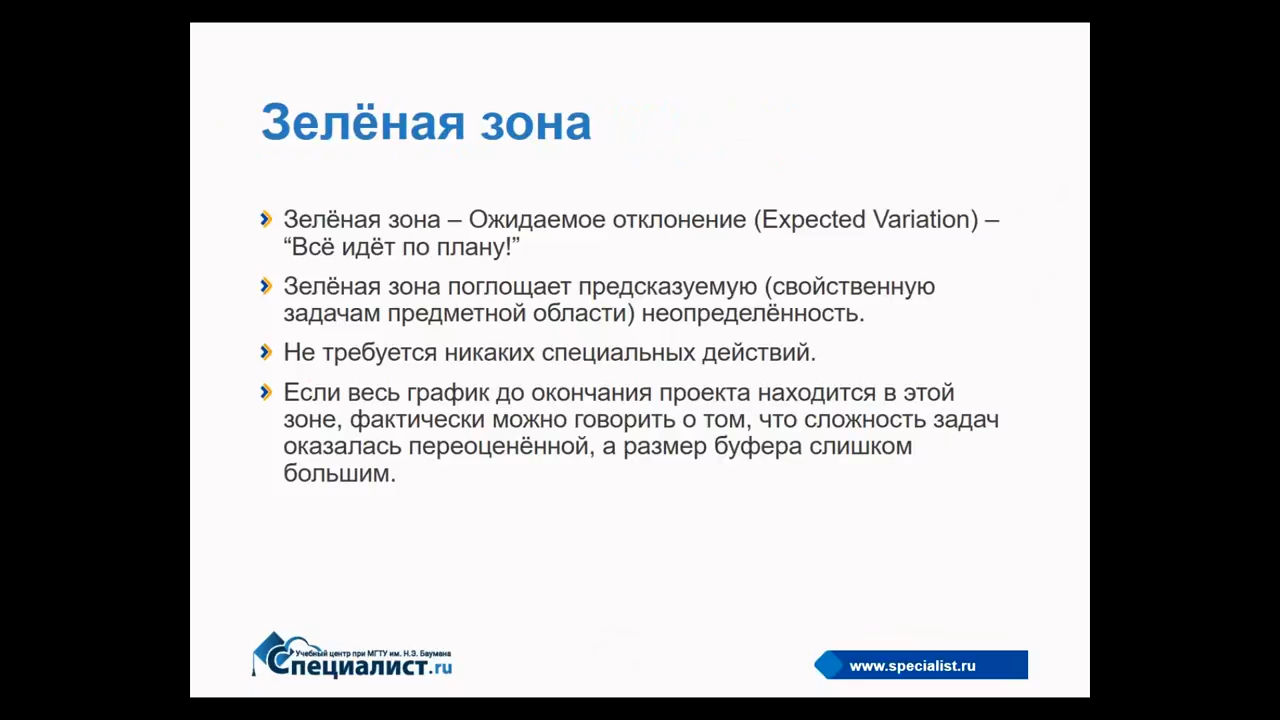 Зелёная зона
Зелёная зона – Ожидаемое отклонение (Expected Variation) –
“Всё идёт по плану!”
Зелёная зона поглощает предсказуемую (свойственную
задачам предметной области) неопределённость.
Не требуется никаких специальных действий.
Если весь график до окончания проекта находится в этой
зоне, фактически можно говорить о том, что сложность задач
оказалась переоценённой, а размер буфера слишком
большим.
Учебный центр при МГТУ им. Н.Э. Баумана
Специалист.ru
www.specialist.ru